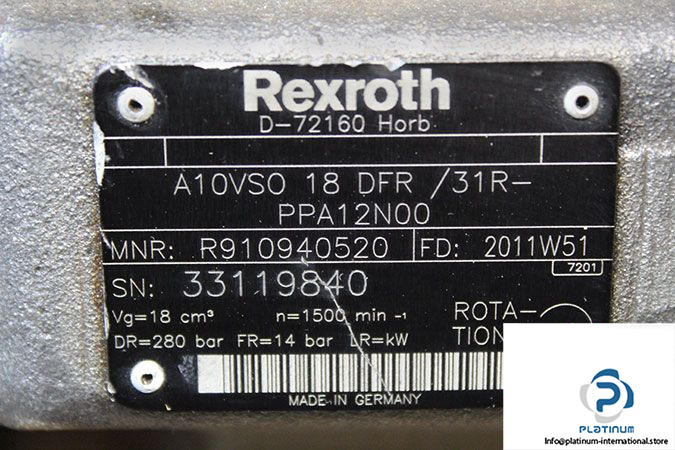 Rexroth
D-72160 Horb
A10VSO 18 DFR /31R-
PPA12N00
MNR: R910940520 FD: 2011W51
7201
SN: 33119840
Vg=18 cm³ n=1500 min -1
ROTA-
TION
DR=280 bar FR=14 bar LR=kW
MADE IN GERMANY
PLATINUM
Info@platinum-international.store